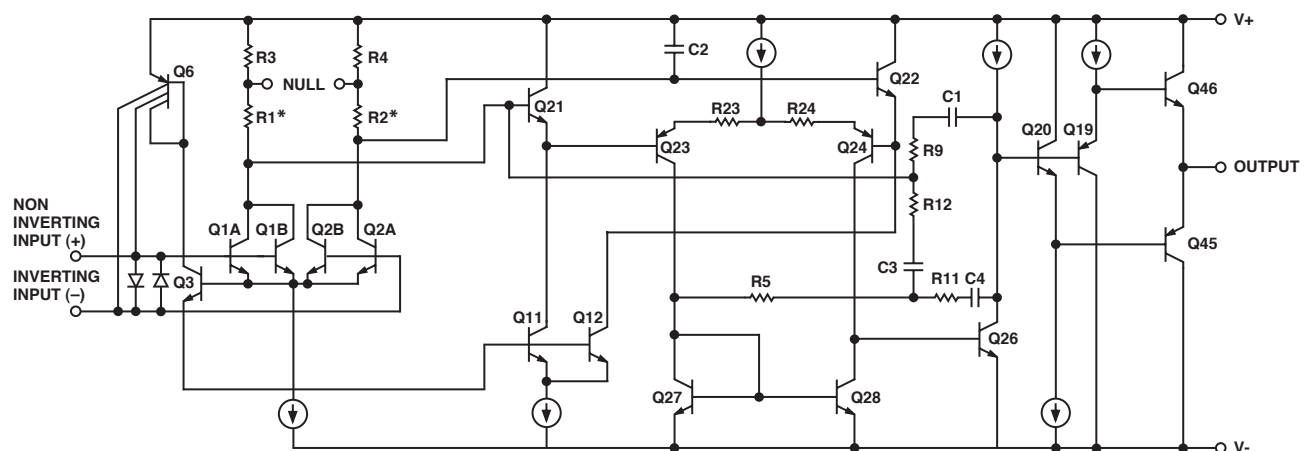 V+
R3
R4
C2
Q6
NULL
Q22
Q46
R1*
R2*
Q21
R23
R24
C1
Q23
Q24
R9
Q20
Q19
OUTPUT
R12
NON
INVERTING
INPUT (+)
Q1A
Q1B
Q2B
Q2A
Q45
INVERTING
INPUT (–)
Q3
C3
R5
R11
C4
Q11
Q12
Q26
Q27
Q28
V-